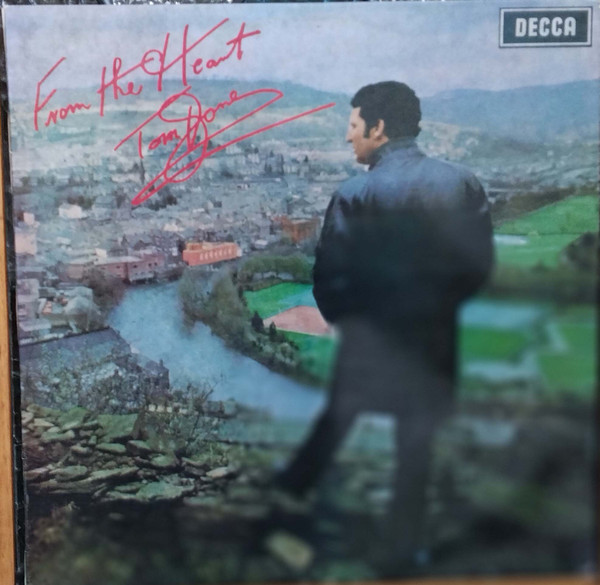 DECCA
From the Heart
Tom Jones